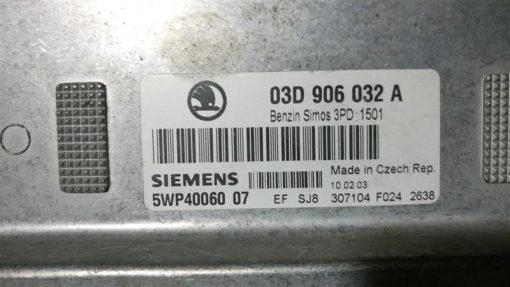 03D 906 032 A
Benzin Simos 3PD 1501
SIEMENS
Made in Czech Rep.
10 02 03
5WP40060 07
EF SJ8 307104 F024 2638